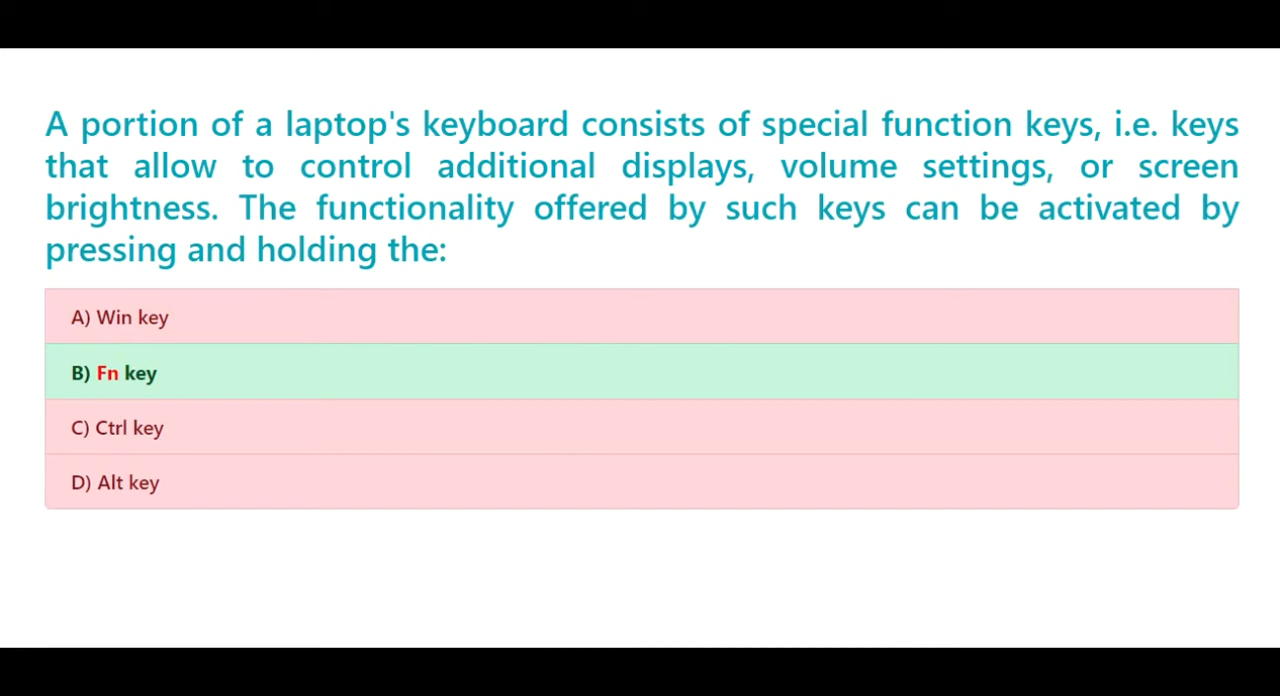 A portion of a laptop's keyboard consists of special function keys, i.e. keys
that allow to control additional displays, volume settings, or screen
brightness. The functionality offered by such keys can be activated by
pressing and holding the:
A) Win key
B) Fn key
C) Ctrl key
D) Alt key